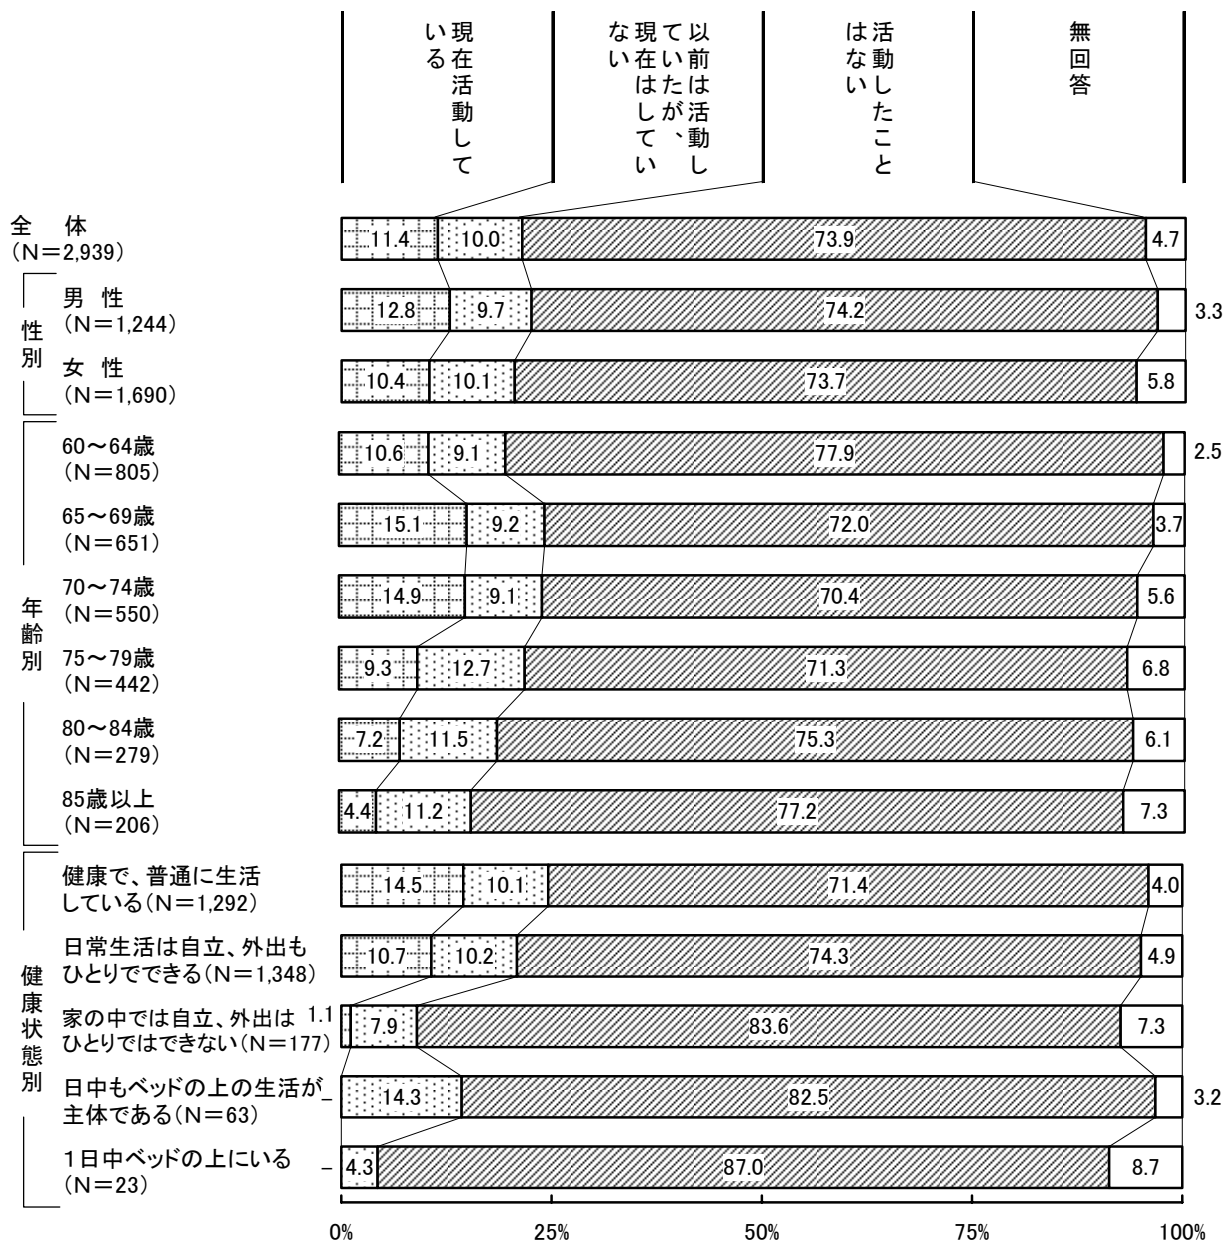 現在活動して
いる
以前は活動し
ていたが、
現在はしてい
ない
活動したこと
はない
無回答
全　体
（N＝2,939）
11.4 10.0 73.9 4.7
性別
男 性
（N＝1,244）
12.8 9.7 74.2 3.3
女 性
（N＝1,690）
10.4 10.1 73.7 5.8
年齢別
60～64歳
（N＝805）
10.6 9.1 77.9 2.5
65～69歳
（N＝651）
15.1 9.2 72.0 3.7
70～74歳
（N＝550）
14.9 9.1 70.4 5.6
75～79歳
（N＝442）
9.3 12.7 71.3 6.8
80～84歳
（N＝279）
7.2 11.5 75.3 6.1
85歳以上
（N＝206）
4.4 11.2 77.2 7.3
健康状態別
健康で、普通に生活
している（N＝1,292）
14.5 10.1 71.4 4.0
日常生活は自立、外出も
ひとりでできる（N＝1,348）
10.7 10.2 74.3 4.9
家の中では自立、外出は
ひとりではできない（N＝177）
1.1 7.9 83.6 7.3
日中もベッドの上の生活が
主体である（N＝63）
– 14.3 82.5 3.2
１日中ベッドの上にいる
（N＝23）
– 4.3 87.0 8.7
0% 25% 50% 75% 100%